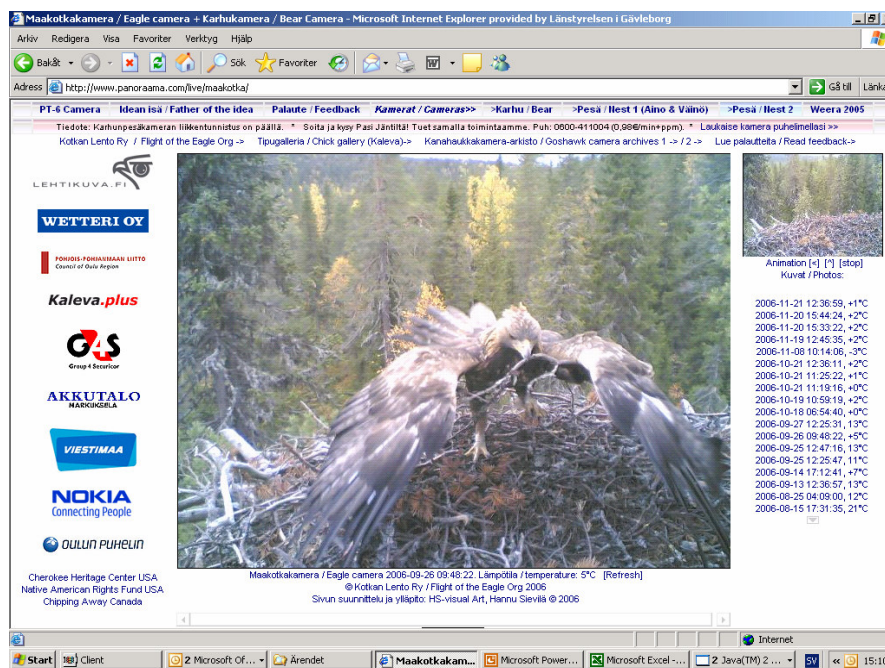 Maakotkakamera / Eagle camera + Karhukamera / Bear Camera - Microsoft Internet Explorer provided by Länstyrelsen i Gävleborg
Arkiv Redigera Visa Favoriter Verktyg Hjälp
Bakåt Sök Favoriter
Adress http://www.panoraama.com/live/maakotka/ Gå till Länka
PT-6 Camera Idean isä / Father of the idea Palaute / Feedback Kamerat / Cameras>> >Karhu / Bear >Pesä / Nest 1 (Aino & Väinö) >Pesä / Nest 2 Weera 2005
Tiedote: Karhunpesäkameran liikkentunnistus on päällä. * Soita ja kysy Pasi Jäntiltä! Tuet samalla toimintaamme. Puh: 0600-411004 (0,98€/min+ppm). * Laukaise kamera puhelimellasi >>
Kotkan Lento Ry / Flight of the Eagle Org -> Tipugalleria / Chick gallery (Kaleva)-> Kanahaukkakamera-arkisto / Goshawk camera archives 1 -> / 2 -> Lue palautteita / Read feedback->
LEHTIKUVA.FI
WETTERI OY
POHJOIS-POHJANMAAN LIITTO
Council of Oulu Region
Kaleva.plus
G4S
Group 4 Securicor
AKKUTALO
MARKUKSELA
VIESTIMAA
NOKIA
Connecting People
OULUN PUHELIN
Cherokee Heritage Center USA
Native American Rights Fund USA
Chipping Away Canada
Animation [<] [^] [stop]
Kuvat / Photos:
2006-11-21 12:36:59, +1°C
2006-11-20 15:44:24, +2°C
2006-11-20 15:33:22, +2°C
2006-11-19 12:45:35, +2°C
2006-11-08 10:14:06, -3°C
2006-10-21 12:36:11, +2°C
2006-10-21 11:25:22, +1°C
2006-10-21 11:19:16, +0°C
2006-10-19 10:59:19, +2°C
2006-10-18 06:54:40, +0°C
2006-09-27 12:25:31, 13°C
2006-09-26 09:48:22, +5°C
2006-09-25 12:47:16, 13°C
2006-09-25 12:25:47, 11°C
2006-09-14 17:12:41, +7°C
2006-09-13 12:36:57, 13°C
2006-08-25 04:09:00, 12°C
2006-08-15 17:31:35, 21°C
Maakotkakamera / Eagle camera 2006-09-26 09:48:22. Lämpötila / temperature: 5°C [Refresh]
© Kotkan Lento Ry / Flight of the Eagle Org 2006
Sivun suunnittelu ja ylläpito: HS-visual Art, Hannu Sievilä © 2006
Internet
Start Client 2 Microsoft Of... Ärendet Maakotkakam... Microsoft Power... Microsoft Excel -... 2 Java(TM) 2 ... SV « 15:10